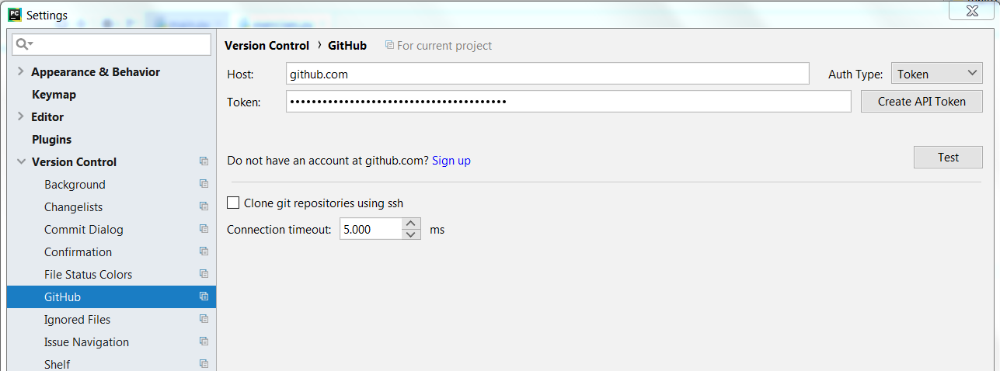 PC Settings
Version Control › GitHub For current project
Appearance & Behavior
Keymap
Editor
Plugins
Version Control
Background
Changelists
Commit Dialog
Confirmation
File Status Colors
GitHub
Ignored Files
Issue Navigation
Shelf
Host: github.com Auth Type: Token
Token: •••••••••••••••••••••••••••••••••••••••• Create API Token
Do not have an account at github.com? Sign up Test
Clone git repositories using ssh
Connection timeout: 5.000 ms